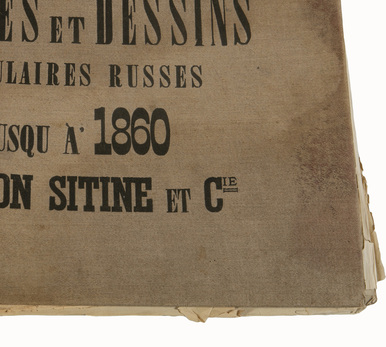 ES ET DESSINS
ULAIRES RUSSES
USQU A' 1860
ON SITINE ET CIE